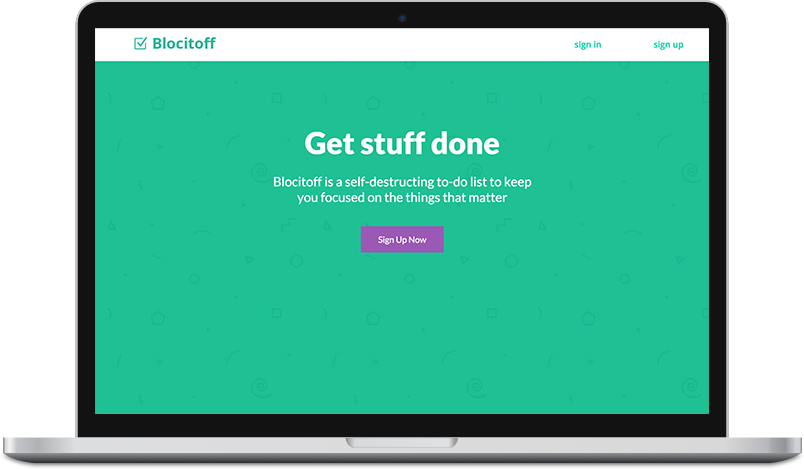 Blocitoff
sign in
sign up
Get stuff done
Blocitoff is a self-destructing to-do list to keep
you focused on the things that matter
Sign Up Now